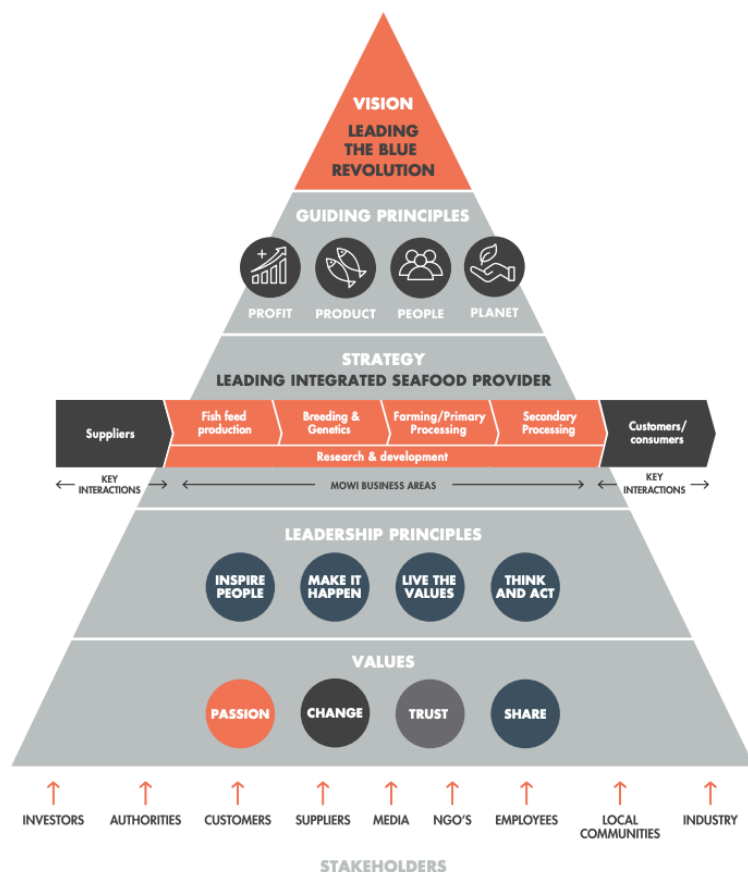 VISION
LEADING
THE BLUE
REVOLUTION
GUIDING PRINCIPLES
PROFIT
PRODUCT
PEOPLE
PLANET
STRATEGY
LEADING INTEGRATED SEAFOOD PROVIDER
Suppliers
Fish feed
production
Breeding &
Genetics
Farming/Primary
Processing
Secondary
Processing
Customers/
consumers
Research & development
KEY
INTERACTIONS
MOWI BUSINESS AREAS
KEY
INTERACTIONS
LEADERSHIP PRINCIPLES
INSPIRE
PEOPLE
MAKE IT
HAPPEN
LIVE THE
VALUES
THINK
AND ACT
VALUES
PASSION
CHANGE
TRUST
SHARE
INVESTORS
AUTHORITIES
CUSTOMERS
SUPPLIERS
MEDIA
NGO'S
EMPLOYEES
LOCAL
COMMUNITIES
INDUSTRY
STAKEHOLDERS